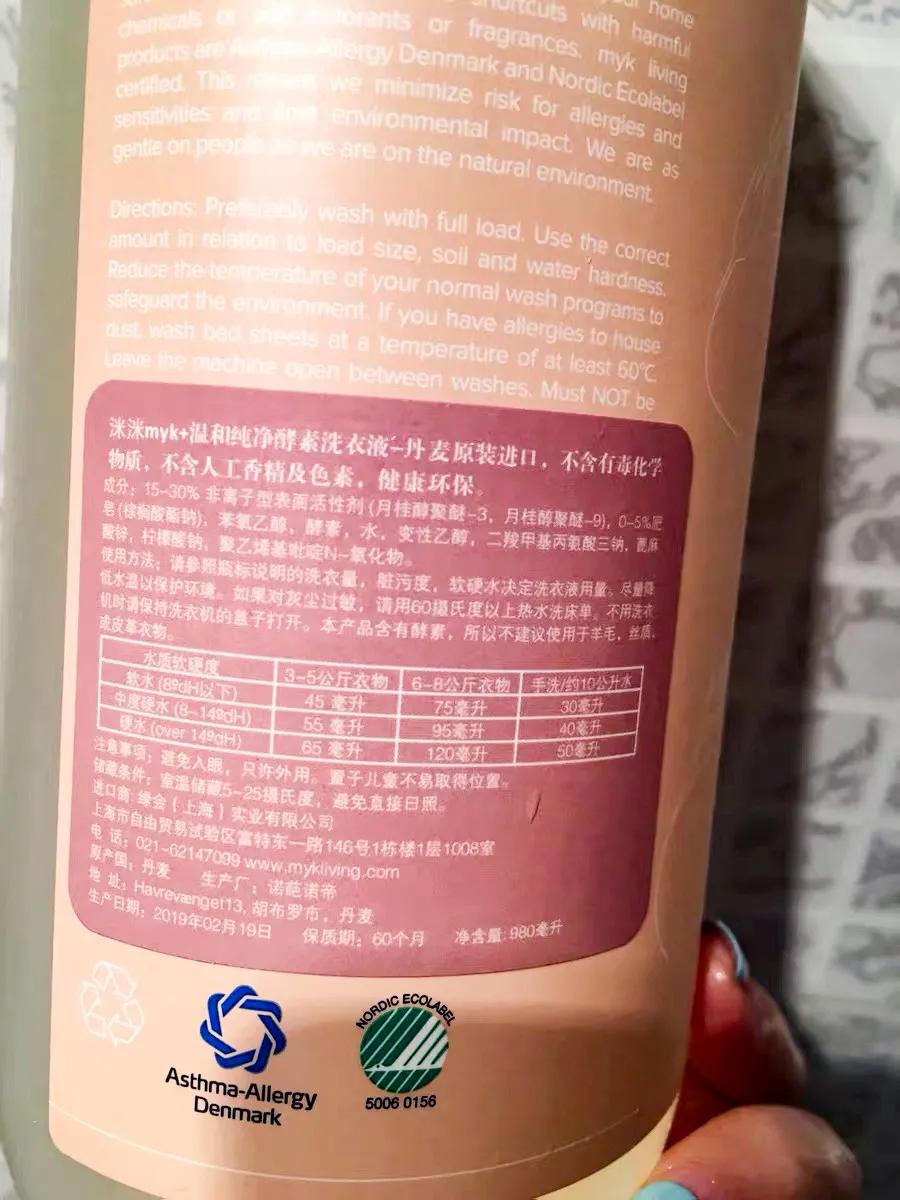 your home
chemicals or fragrances. myk living
products are Asthma-Allergy Denmark and Nordic Ecolabel
certified. This means we minimize risk for allergies and
sensitivities and limit environmental impact. We are as
gentle on people as we are on the natural environment.
Directions: Preferably wash with full load. Use the correct
amount in relation to load size, soil and water hardness.
Reduce the temperature of your normal wash programs to
safeguard the environment. If you have allergies to house
dust, wash bed sheets at a temperature of at least 60°C.
Leave the machine open between washes. Must NOT be
洣洣myk+温和纯净酵素洗衣液-丹麦原装进口，不含有毒化学
物质，不含人工香精及色素，健康环保。
成分：15-30% 非离子型表面活性剂 (月桂醇聚醚-3，月桂醇聚醚-9)，0-5%肥
皂 (棕榈酸酯钠)，苯氧乙醇，酵素，水，变性乙醇，二羧甲基丙氨酸三钠，蓖麻
酸锌，柠檬酸钠，聚乙烯基吡啶N-氧化物。
使用方法：请参照瓶标说明的洗衣量，脏污度，软硬水决定洗衣液用量。尽量降
低水温以保护环境。如果对灰尘过敏，请用60摄氏度以上热水洗床单。不用洗衣
机时请保持洗衣机的盖子打开。本产品含有酵素，所以不建议使用于羊毛，丝质，
或皮革衣物。
水质软硬度 3-5公斤衣物 6-8公斤衣物 手洗/约10公升水
软水 (8ºdH以下) 45 毫升 75毫升 30毫升
中度硬水 (8-14ºdH) 55 毫升 95毫升 40毫升
硬水 (over 14ºdH) 65 毫升 120毫升 50毫升
注意事项：避免入眼，只许外用。置于儿童不易取得位置。
储藏条件：室温储藏5-25摄氏度，避免直接日照。
进口商: 绿会（上海）实业有限公司
上海市自由贸易试验区富特东一路146号1栋楼1层1008室
电 话：021-62147099 www.mykliving.com
原产国：丹麦 生产厂：诺葩诺帝
地 址：Havrevænget13, 胡布罗市，丹麦
生产日期：2019年02月19日 保质期：60个月 净含量: 980毫升
Asthma-Allergy
Denmark
NORDIC ECOLABEL
5006 0156